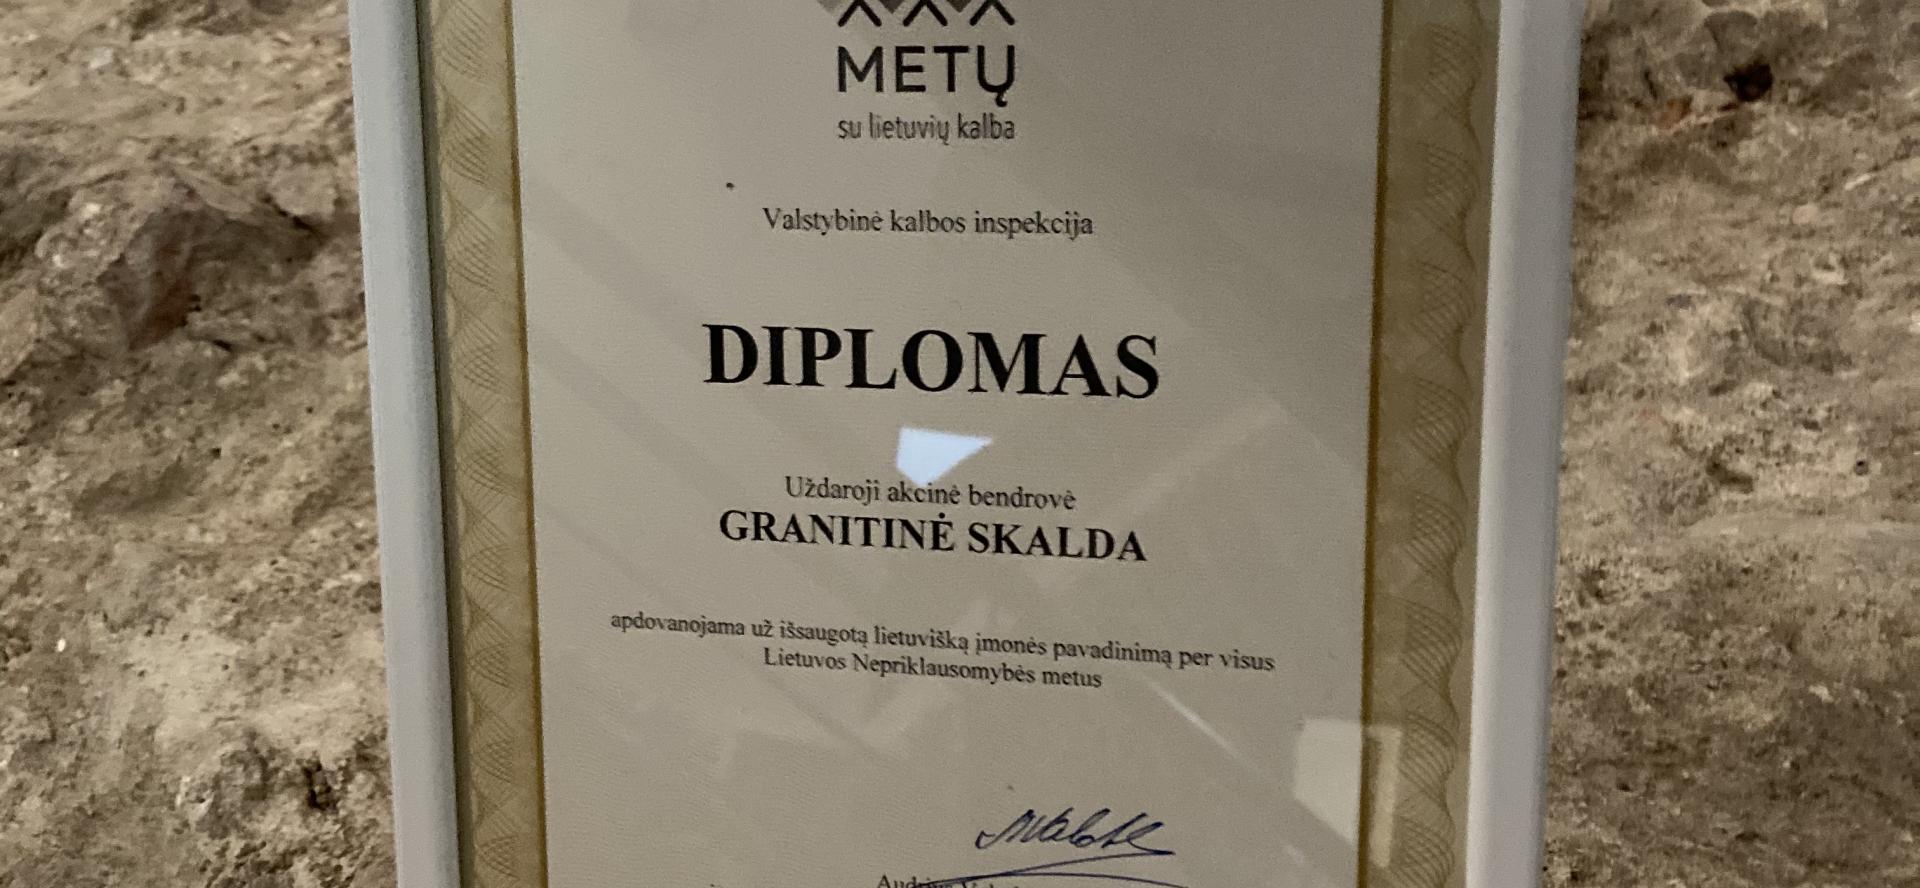 METŲ
su lietuvių kalba
Valstybinė kalbos inspekcija
DIPLOMAS
Uždaroji akcinė bendrovė
GRANITINĖ SKALDA
apdovanojama už išsaugotą lietuvišką įmonės pavadinimą per visus
Lietuvos Nepriklausomybės metus